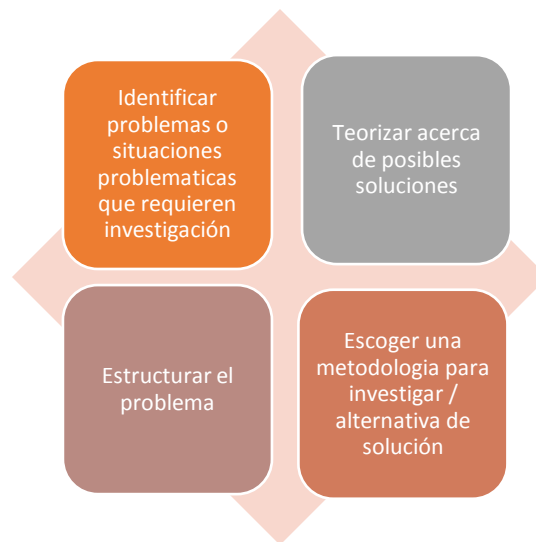 Identificar
problemas o
situaciones
problematicas
que requieren
investigación
Teorizar acerca
de posibles
soluciones
Estructurar el
problema
Escoger una
metodologia para
investigar /
alternativa de
solución